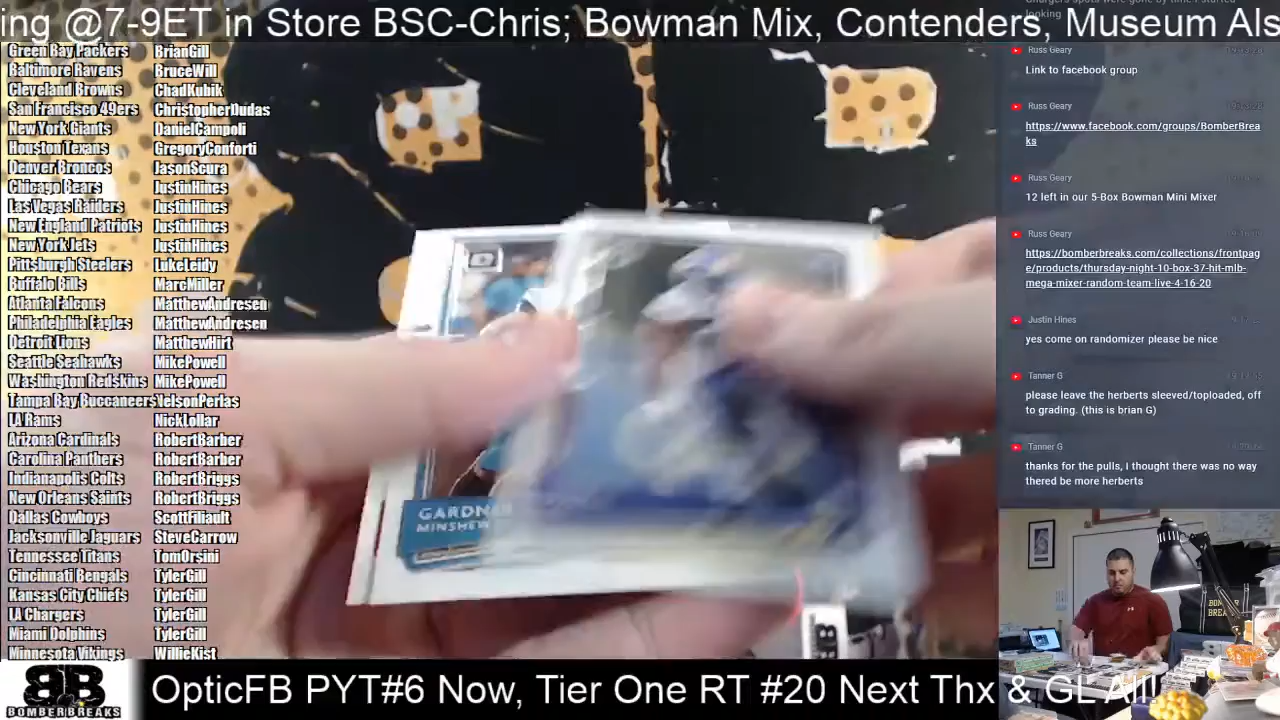 ing @7-9ET in Store BSC-Chris; Bowman Mix, Contenders, Museum Als
Green Bay Packers BrianGill
Baltimore Ravens BruceWill
Cleveland Browns ChadKubik
San Francisco 49ers ChristopherDudas
New York Giants DanielCampoli
Houston Texans GregoryConforti
Denver Broncos JasonScura
Chicago Bears JustinHines
Las Vegas Raiders JustinHines
New England Patriots JustinHines
New York Jets JustinHines
Pittsburgh Steelers LukeLeidy
Buffalo Bills MarcMiller
Atlanta Falcons MatthewAndresen
Philadelphia Eagles MatthewAndresen
Detroit Lions MatthewHirt
Seattle Seahawks MikePowell
Washington Redskins MikePowell
Tampa Bay Buccaneers NelsonPerlas
LA Rams NickLollar
Arizona Cardinals RobertBarber
Carolina Panthers RobertBarber
Indianapolis Colts RobertBriggs
New Orleans Saints RobertBriggs
Dallas Cowboys ScottFiliault
Jacksonville Jaguars SteveCarrow
Tennessee Titans TomOrsini
Cincinnati Bengals TylerGill
Kansas City Chiefs TylerGill
LA Chargers TylerGill
Miami Dolphins TylerGill
Minnesota Vikings WillieKist
MINSHEW
looking
Russ Geary
Link to facebook group
Russ Geary
https://www.facebook.com/groups/BomberBrea
ks
Russ Geary
12 left in our 5-Box Bowman Mini Mixer
Russ Geary
https://bomberbreaks.com/collections/frontpag
e/products/thursday-night-10-box-37-hit-mlb-
mega-mixer-random-team-live-4-16-20
Justin Hines
yes come on randomizer please be nice
Tanner G
please leave the herberts sleeved/toploaded, off
to grading. (this is brian G)
Tanner G
thanks for the pulls, I thought there was no way
thered be more herberts
BB
BOMBERBREAKS
OpticFB PYT#6 Now, Tier One RT #20 Next Thx & GL All!